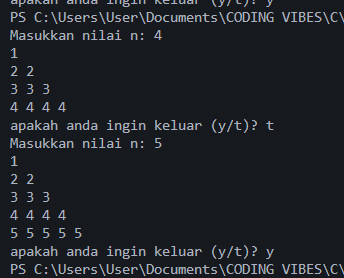 apakah anda ingin keluar (y/t)? y
PS C:\Users\User\Documents\CODING VIBES\C\
Masukkan nilai n: 4
1
2 2
3 3 3
4 4 4 4
apakah anda ingin keluar (y/t)? t
Masukkan nilai n: 5
1
2 2
3 3 3
4 4 4 4
5 5 5 5 5
apakah anda ingin keluar (y/t)? y
PS C:\Users\User\Documents\CODING VIBES\C\